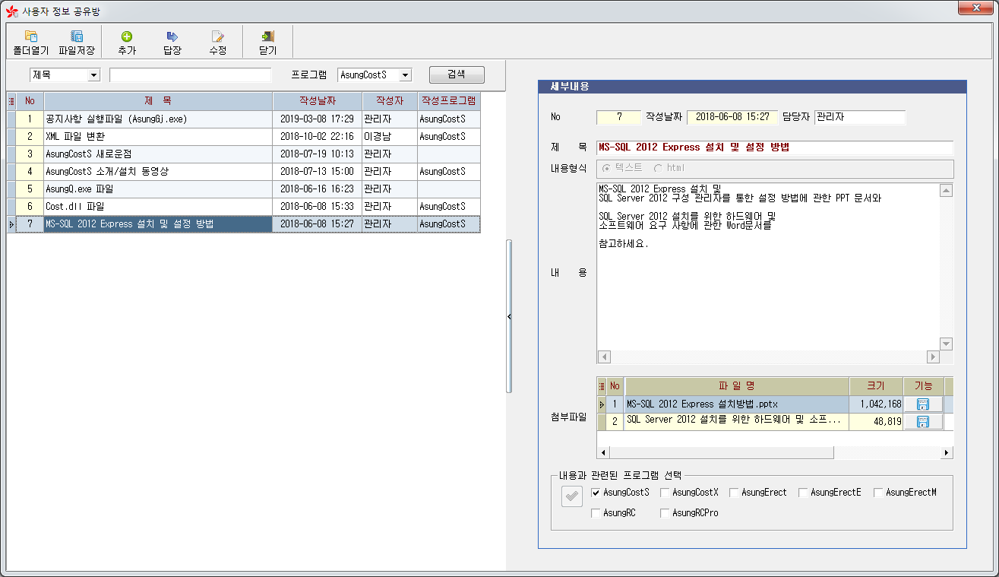 사용자 정보 공유방
폴더열기 파일저장 추가 답장 수정 닫기
제목 프로그램 AsungCostS 검색
No 제 목 작성날짜 작성자 작성프로그램
1 공지사항 실행파일 (AsungGj.exe) 2019-03-08 17:29 관리자 AsungCostS
2 XML 파일 변환 2018-10-02 22:16 이경남 AsungCostS
3 AsungCostS 새로운점 2018-07-19 10:13 관리자
4 AsungCostS 소개/설치 동영상 2018-07-13 15:00 관리자 AsungCostS
5 AsungQ.exe 파일 2018-06-16 16:23 관리자
6 Cost.dll 파일 2018-06-08 15:33 관리자 AsungCostS
7 MS-SQL 2012 Express 설치 및 설정 방법 2018-06-08 15:27 관리자 AsungCostS
세부내용
No 7 작성날짜 2018-06-08 15:27 담당자 관리자
제 목 MS-SQL 2012 Express 설치 및 설정 방법
내용형식 텍스트 html
내 용
MS-SQL 2012 Express 설치 및
SQL Server 2012 구성 관리자를 통한 설정 방법에 관한 PPT 문서와
SQL Server 2012 설치를 위한 하드웨어 및
소프트웨어 요구 사항에 관한 Word문서를
참고하세요.
첨부파일
No 파 일 명 크기 기능
1 MS-SQL 2012 Express 설치방법.pptx 1,042,168
2 SQL Server 2012 설치를 위한 하드웨어 및 소프... 48,819
내용과 관련된 프로그램 선택
AsungCostS AsungCostX AsungErect AsungErectE AsungErectM
AsungRC AsungRCPro